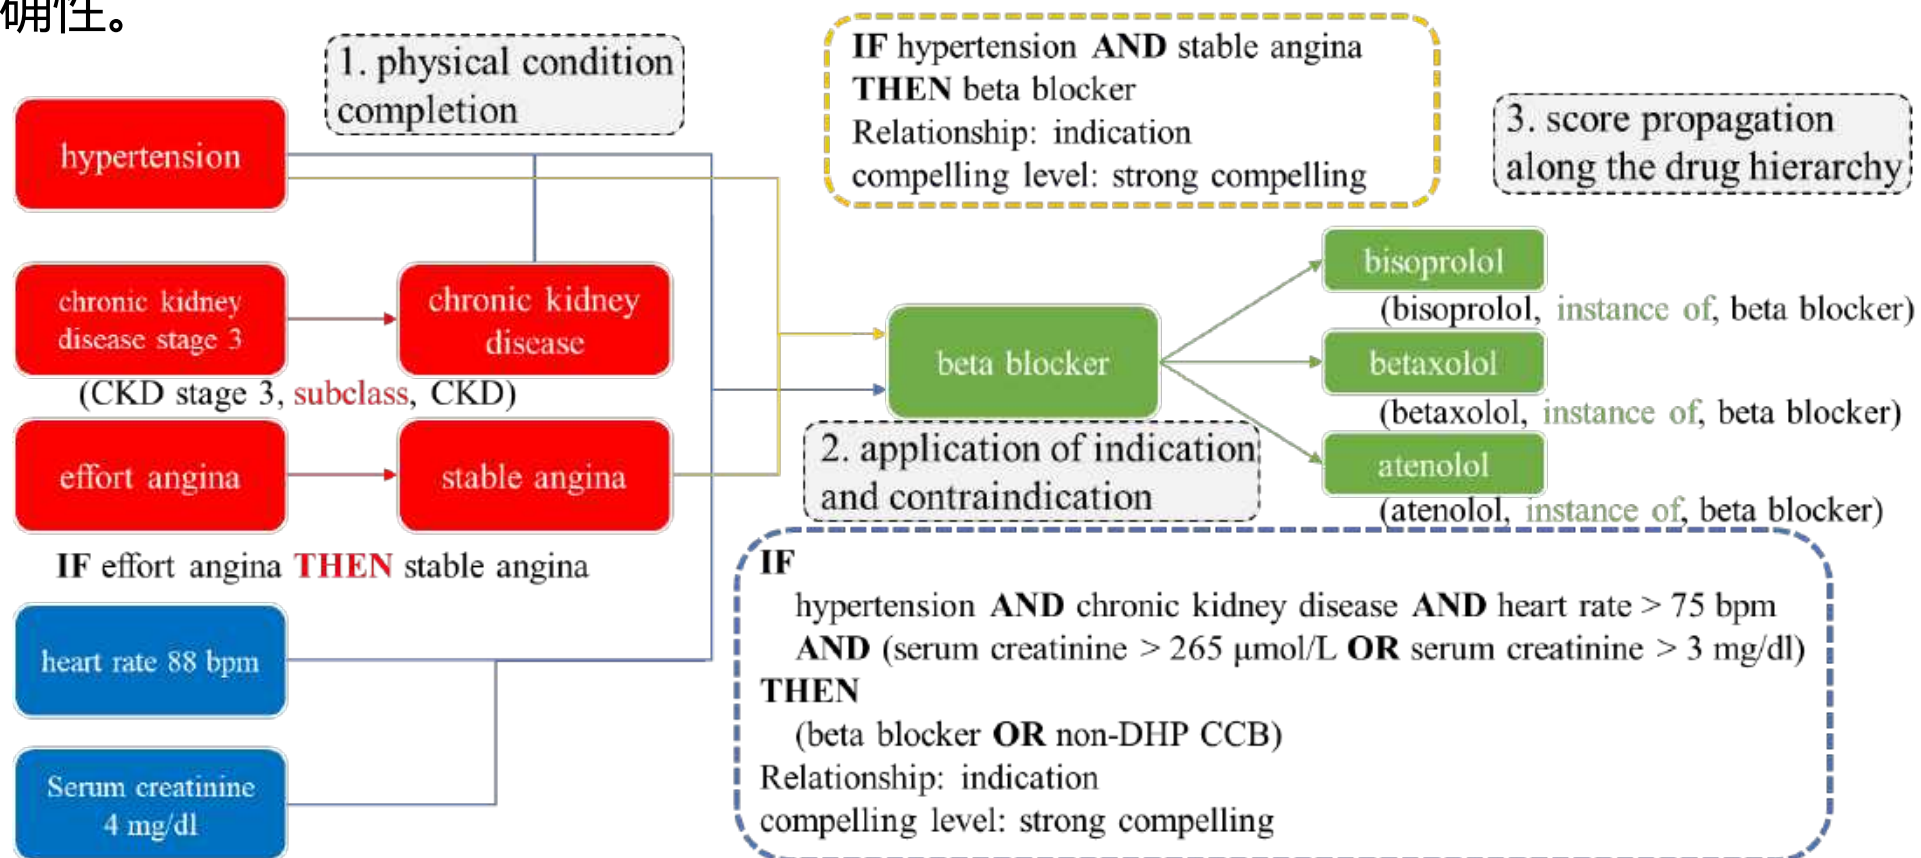 确性。
1. physical condition
completion
IF hypertension AND stable angina
THEN beta blocker
Relationship: indication
compelling level: strong compelling
3. score propagation
along the drug hierarchy
hypertension
chronic kidney
disease stage 3
chronic kidney
disease
(CKD stage 3, subclass, CKD)
effort angina
stable angina
IF effort angina THEN stable angina
heart rate 88 bpm
Serum creatinine
4 mg/dl
beta blocker
2. application of indication
and contraindication
bisoprolol
(bisoprolol, instance of, beta blocker)
betaxolol
(betaxolol, instance of, beta blocker)
atenolol
(atenolol, instance of, beta blocker)
IF
hypertension AND chronic kidney disease AND heart rate > 75 bpm
AND (serum creatinine > 265 μmol/L OR serum creatinine > 3 mg/dl)
THEN
(beta blocker OR non-DHP CCB)
Relationship: indication
compelling level: strong compelling